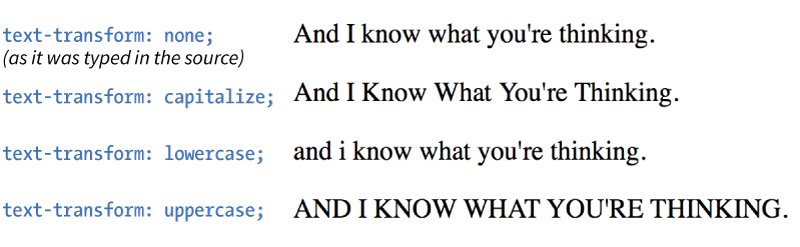 text-transform: none; And I know what you're thinking.
(as it was typed in the source)
text-transform: capitalize; And I Know What You're Thinking.
text-transform: lowercase; and i know what you're thinking.
text-transform: uppercase; AND I KNOW WHAT YOU'RE THINKING.